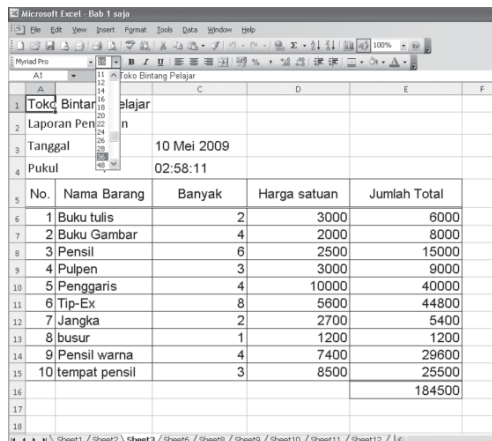 Microsoft Excel - Bab 1 saja
File Edit View Insert Format Tools Data Window Help
100%
Myriad Pro B I U
A1 Toko Bintang Pelajar
11
12
14
16
18
20
22
24
26
28
36
48
A C D E F
1 Toko Bintang Pelajar
2 Laporan
3 Tanggal 10 Mei 2009
4 Pukul 02:58:11
5 No. Nama Barang Banyak Harga satuan Jumlah Total
6 1 Buku tulis 2 3000 6000
7 2 Buku Gambar 4 2000 8000
8 3 Pensil 6 2500 15000
9 4 Pulpen 3 3000 9000
10 5 Penggaris 4 10000 40000
11 6 Tip-Ex 8 5600 44800
12 7 Jangka 2 2700 5400
13 8 busur 1 1200 1200
14 9 Pensil warna 4 7400 29600
15 10 tempat pensil 3 8500 25500
16 184500
17
18
Sheet1 / Sheet2 \ Sheet3 / Sheet6 / Sheet8 / Sheet9 / Sheet10 / Sheet11 / Sheet12 /